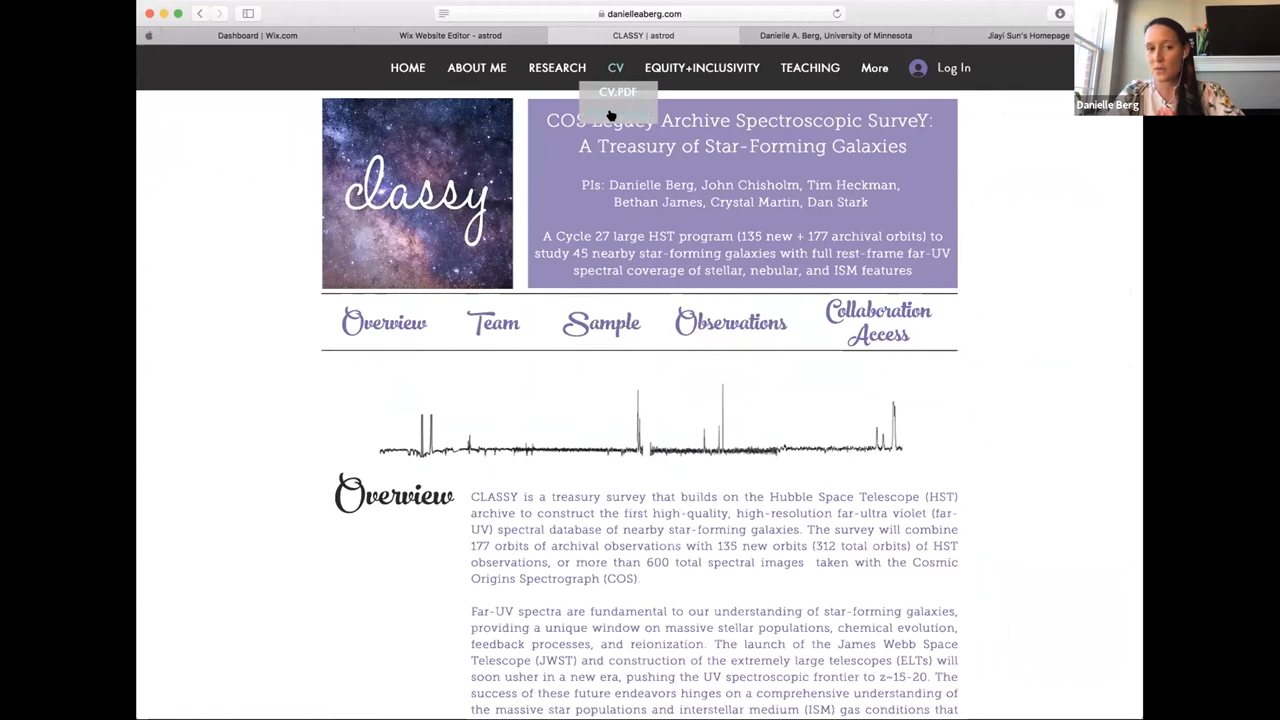 danielleaberg.com
Dashboard | Wix.com
Wix Website Editor - astrod
CLASSY | astrod
Danielle A. Berg, University of Minnesota
Jiayi Sun's Homepage
HOME
ABOUT ME
RESEARCH
CV
EQUITY+INCLUSIVITY
TEACHING
More
Log In
CV.PDF
Danielle Berg
classy
COS Legacy Archive Spectroscopic SurveY:
A Treasury of Star-Forming Galaxies
PIs: Danielle Berg, John Chisholm, Tim Heckman,
Bethan James, Crystal Martin, Dan Stark
A Cycle 27 large HST program (135 new + 177 archival orbits) to
study 45 nearby star-forming galaxies with full rest-frame far-UV
spectral coverage of stellar, nebular, and ISM features
Overview
Team
Sample
Observations
Collaboration
Access
Overview
CLASSY is a treasury survey that builds on the Hubble Space Telescope (HST)
archive to construct the first high-quality, high-resolution far-ultra violet (far-
UV) spectral database of nearby star-forming galaxies. The survey will combine
177 orbits of archival observations with 135 new orbits (312 total orbits) of HST
observations, or more than 600 total spectral images taken with the Cosmic
Origins Spectrograph (COS).
Far-UV spectra are fundamental to our understanding of star-forming galaxies,
providing a unique window on massive stellar populations, chemical evolution,
feedback processes, and reionization. The launch of the James Webb Space
Telescope (JWST) and construction of the extremely large telescopes (ELTs) will
soon usher in a new era, pushing the UV spectroscopic frontier to z~15-20. The
success of these future endeavors hinges on a comprehensive understanding of
the massive star populations and interstellar medium (ISM) gas conditions that